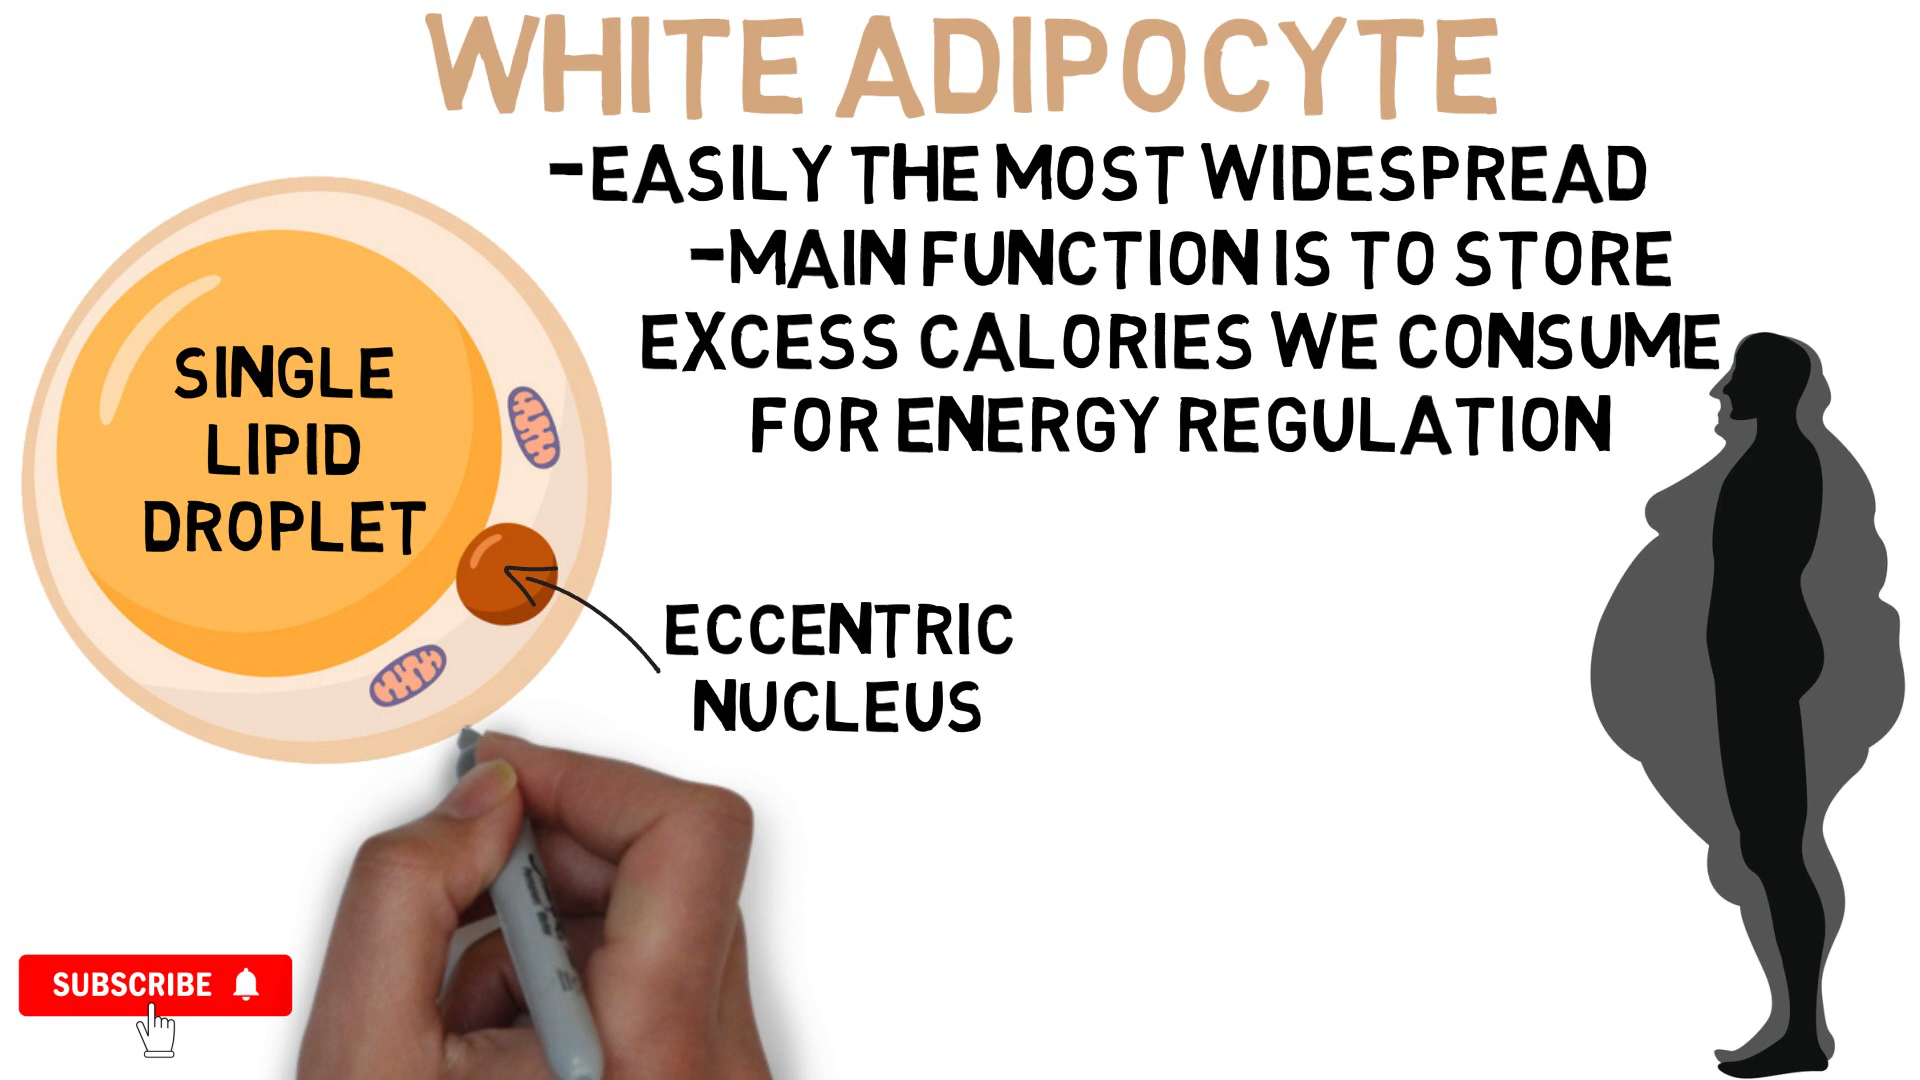 WHITE ADIPOCYTE
-EASILY THE MOST WIDESPREAD
-MAIN FUNCTION IS TO STORE
EXCESS CALORIES WE CONSUME
FOR ENERGY REGULATION
SINGLE
LIPID
DROPLET
ECCENTRIC
NUCLEUS
SUBSCRIBE